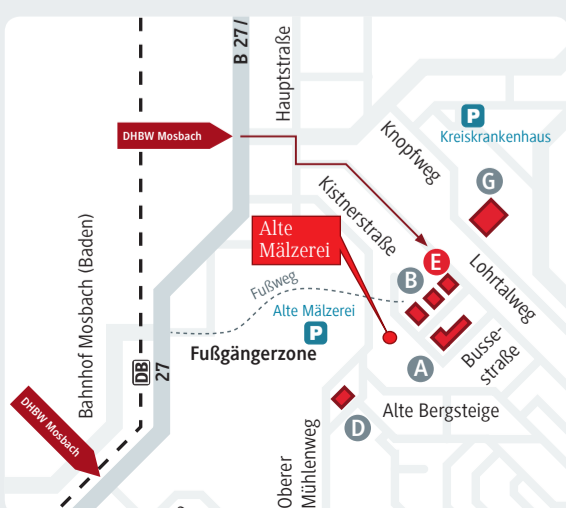 B 27 /
Hauptstraße
DHBW Mosbach
P
Kreiskrankenhaus
Knopfweg
G
Kistnerstraße
Alte
Mälzerei
E
B
Lohrtalweg
Fußweg
Alte Mälzerei
P
Fußgängerzone
Busse-
straße
A
Bahnhof Mosbach (Baden)
DB
27
DHBW Mosbach
D
Alte Bergsteige
Oberer
Mühlenweg